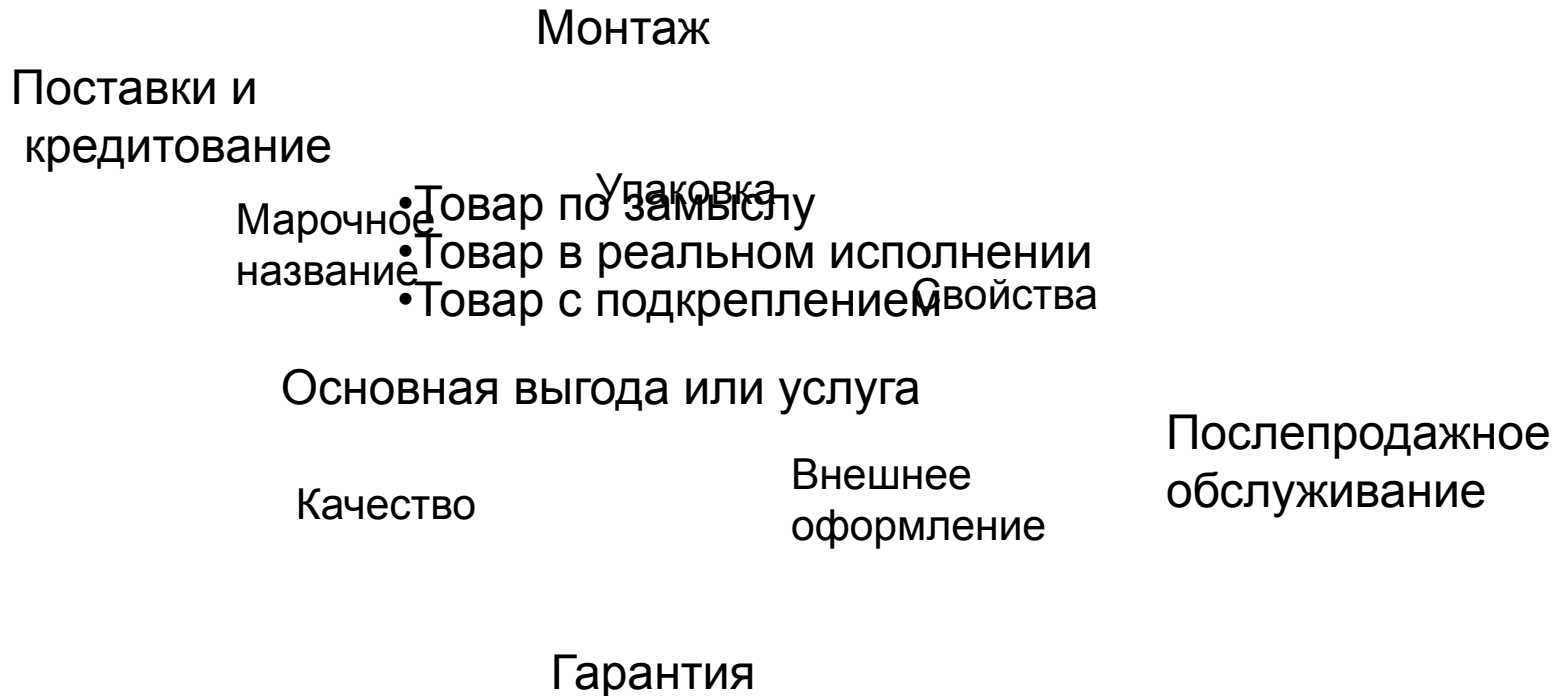 Монтаж
Поставки и
кредитование
Упаковка
Марочное
название
•Товар по замыслу
•Товар в реальном исполнении
•Товар с подкреплением
Свойства
Основная выгода или услуга
Послепродажное
обслуживание
Качество
Внешнее
оформление
Гарантия